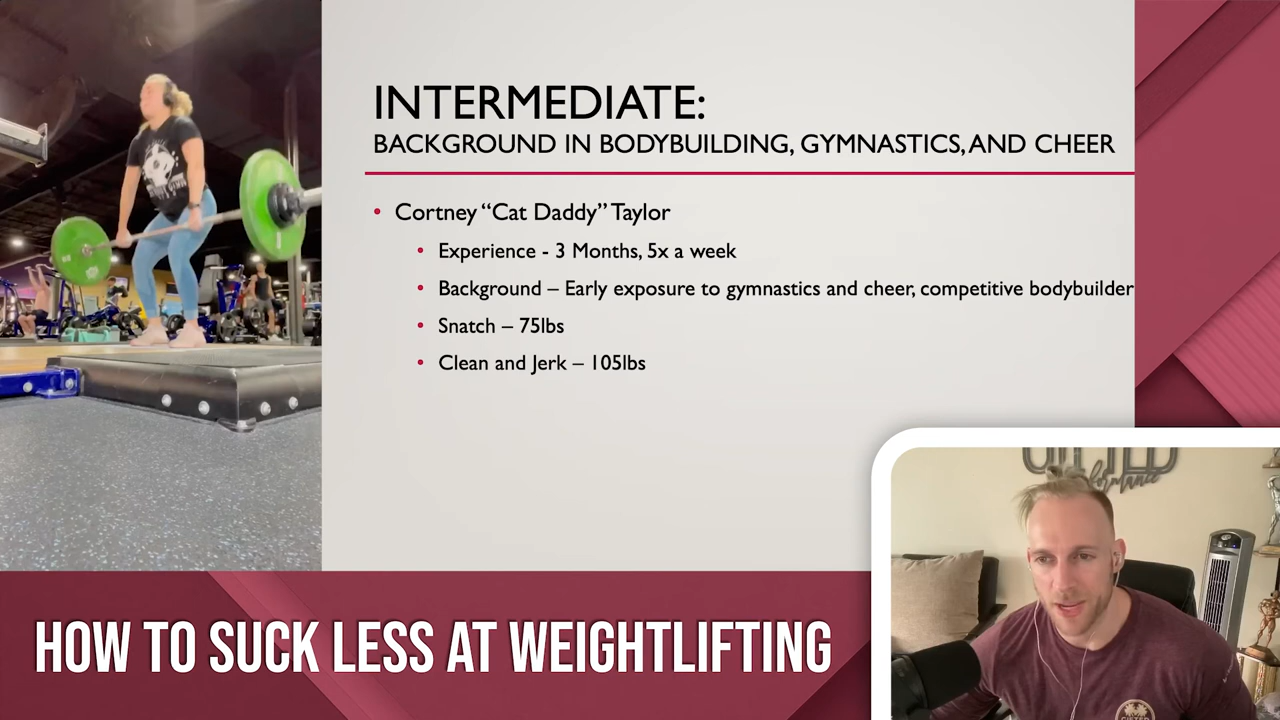 INTERMEDIATE:
BACKGROUND IN BODYBUILDING, GYMNASTICS, AND CHEER
• Cortney “Cat Daddy” Taylor
• Experience - 3 Months, 5x a week
• Background – Early exposure to gymnastics and cheer, competitive bodybuilder
• Snatch – 75lbs
• Clean and Jerk – 105lbs
HOW TO SUCK LESS AT WEIGHTLIFTING
GIFTED